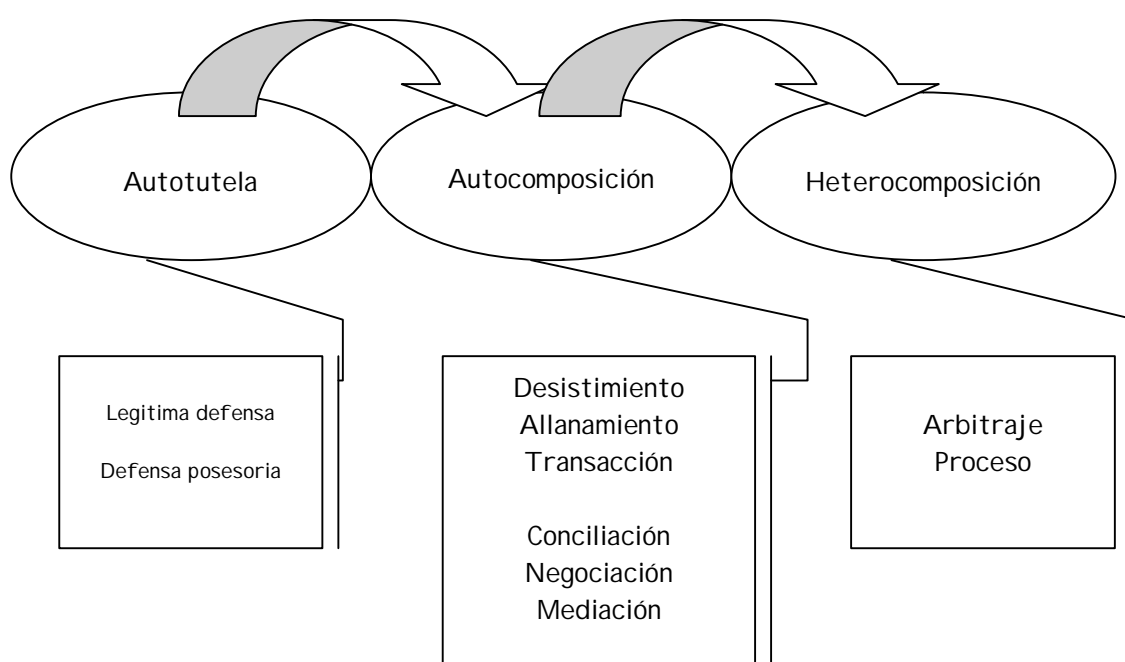 Autotutela
Autocomposición
Heterocomposición
Legitima defensa
Defensa posesoria
Desistimiento
Allanamiento
Transacción
Conciliación
Negociación
Mediación
Arbitraje
Proceso